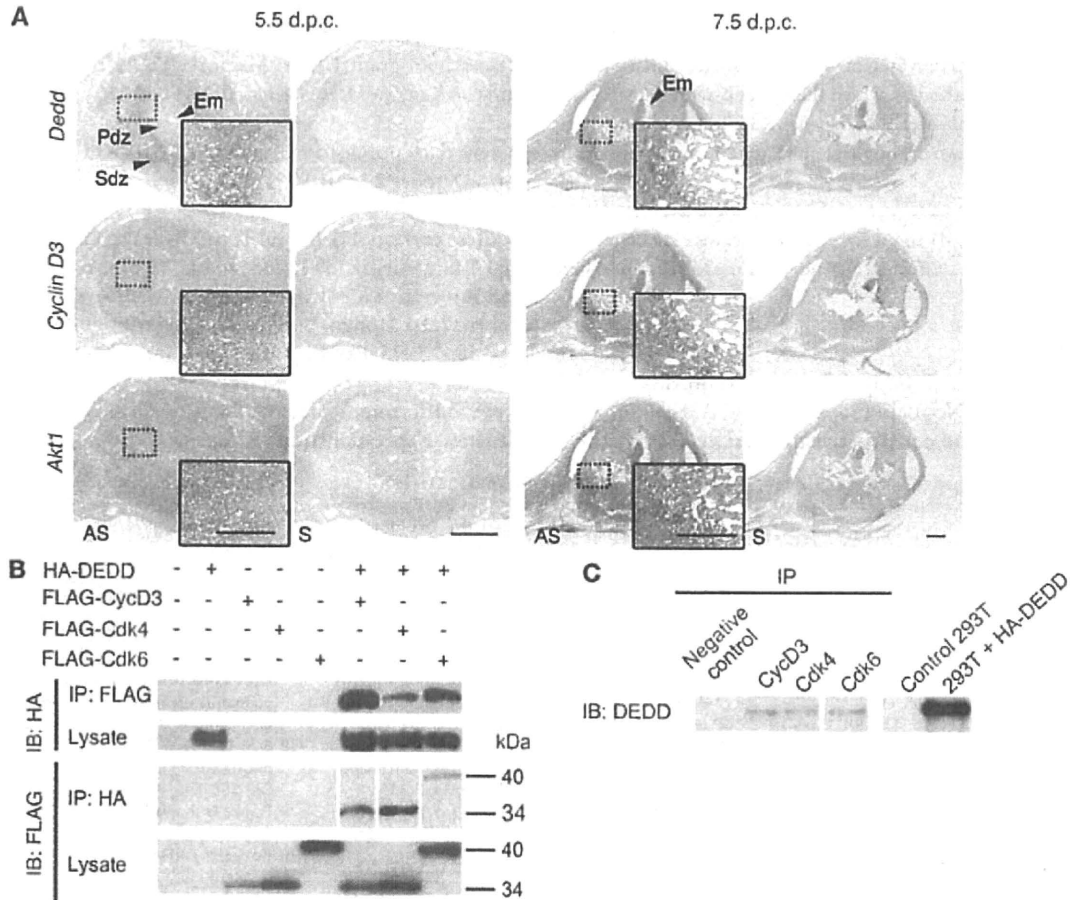 A
5.5 d.p.c.
7.5 d.p.c.
Dedd
Em
Pdz
Sdz
Em
Cyclin D3
Akt1
AS
S
AS
S
B
HA-DEDD - + - - - + + +
FLAG-CycD3 - - + - - + - -
FLAG-Cdk4 - - - + - - + -
FLAG-Cdk6 - - - - + - - +
IB: HA
IP: FLAG
Lysate
kDa
IB: FLAG
IP: HA
40
34
Lysate
40
34
C
IP
Negative control
CycD3
Cdk4
Cdk6
Control 293T
293T + HA-DEDD
IB: DEDD